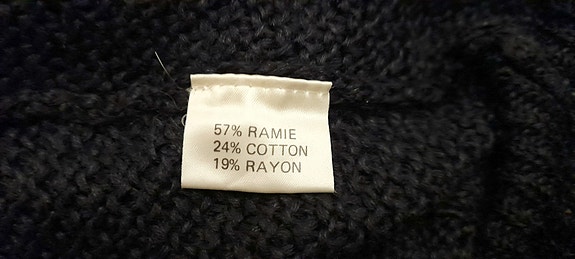 57% RAMIE
24% COTTON
19% RAYON